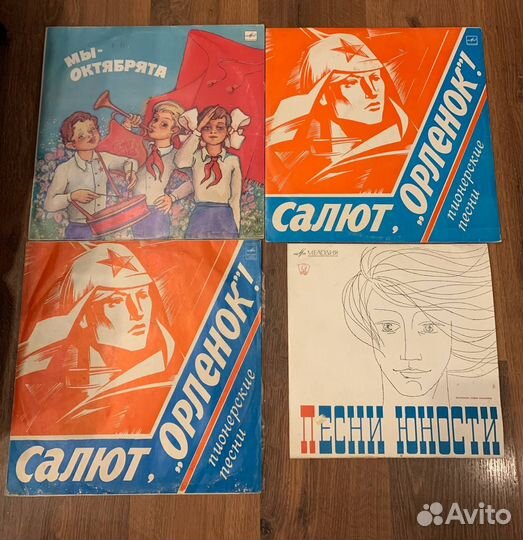 МЫ-
ОКТЯБРЯТА
САЛЮТ, „ОРЛЕНОК"!
пионерские
песни
САЛЮТ, „ОРЛЕНОК"!
пионерские
песни
МЕЛОДИЯ
ПЕСНИ ЮНОСТИ
Avito